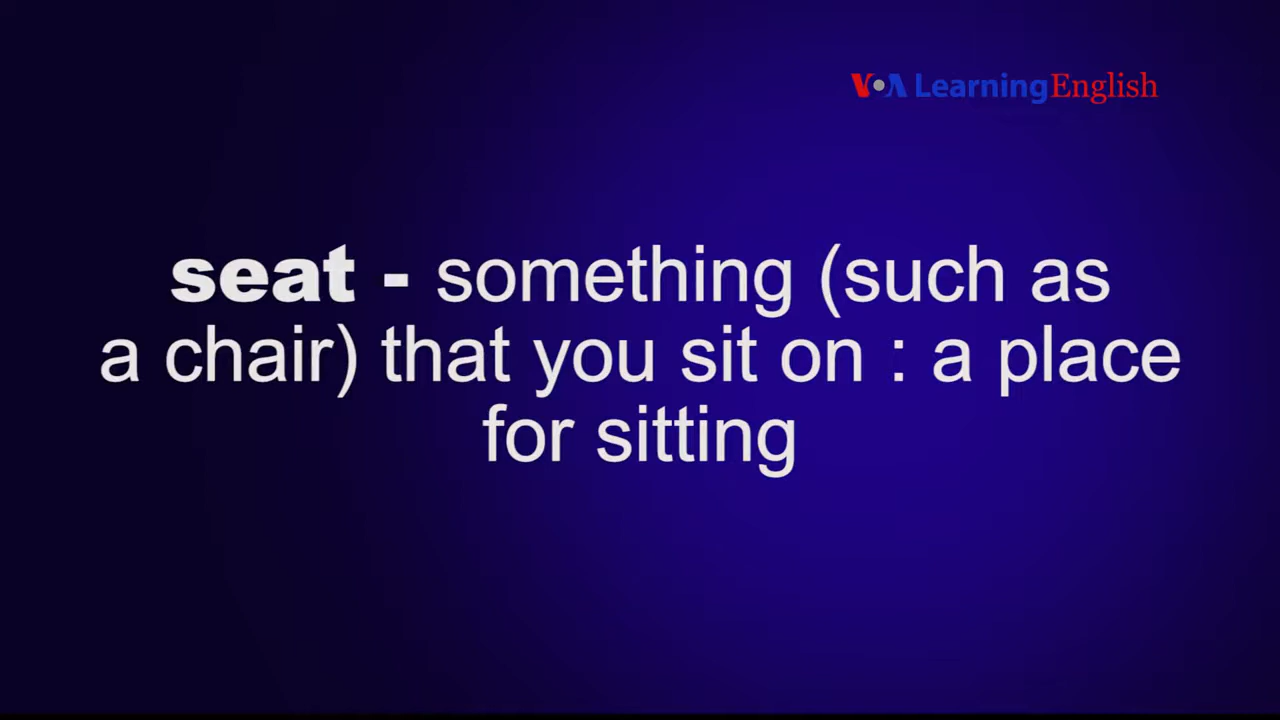 VOA Learning English
seat - something (such as
a chair) that you sit on : a place
for sitting